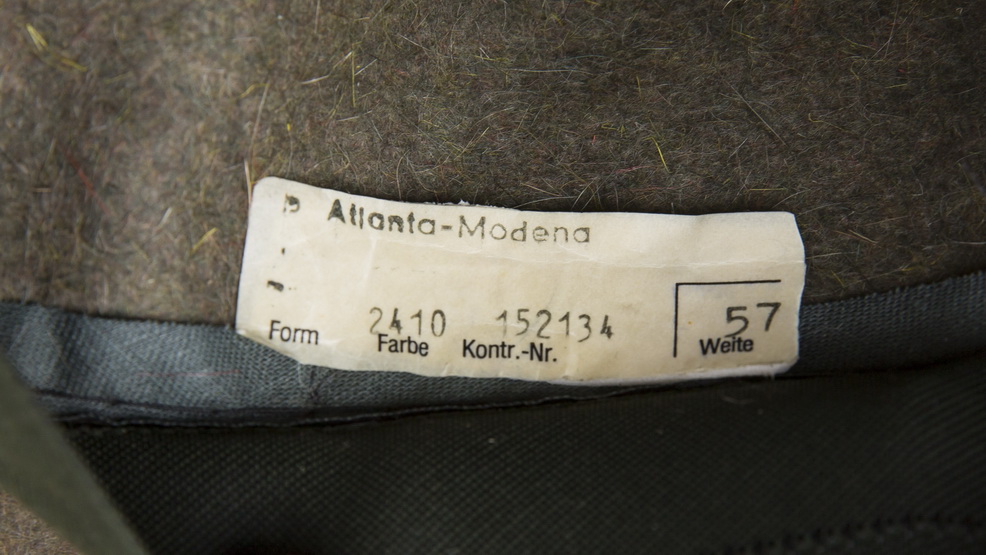 Atlanta-Modena
2410 152134 57
Form Farbe Kontr.-Nr. Weite